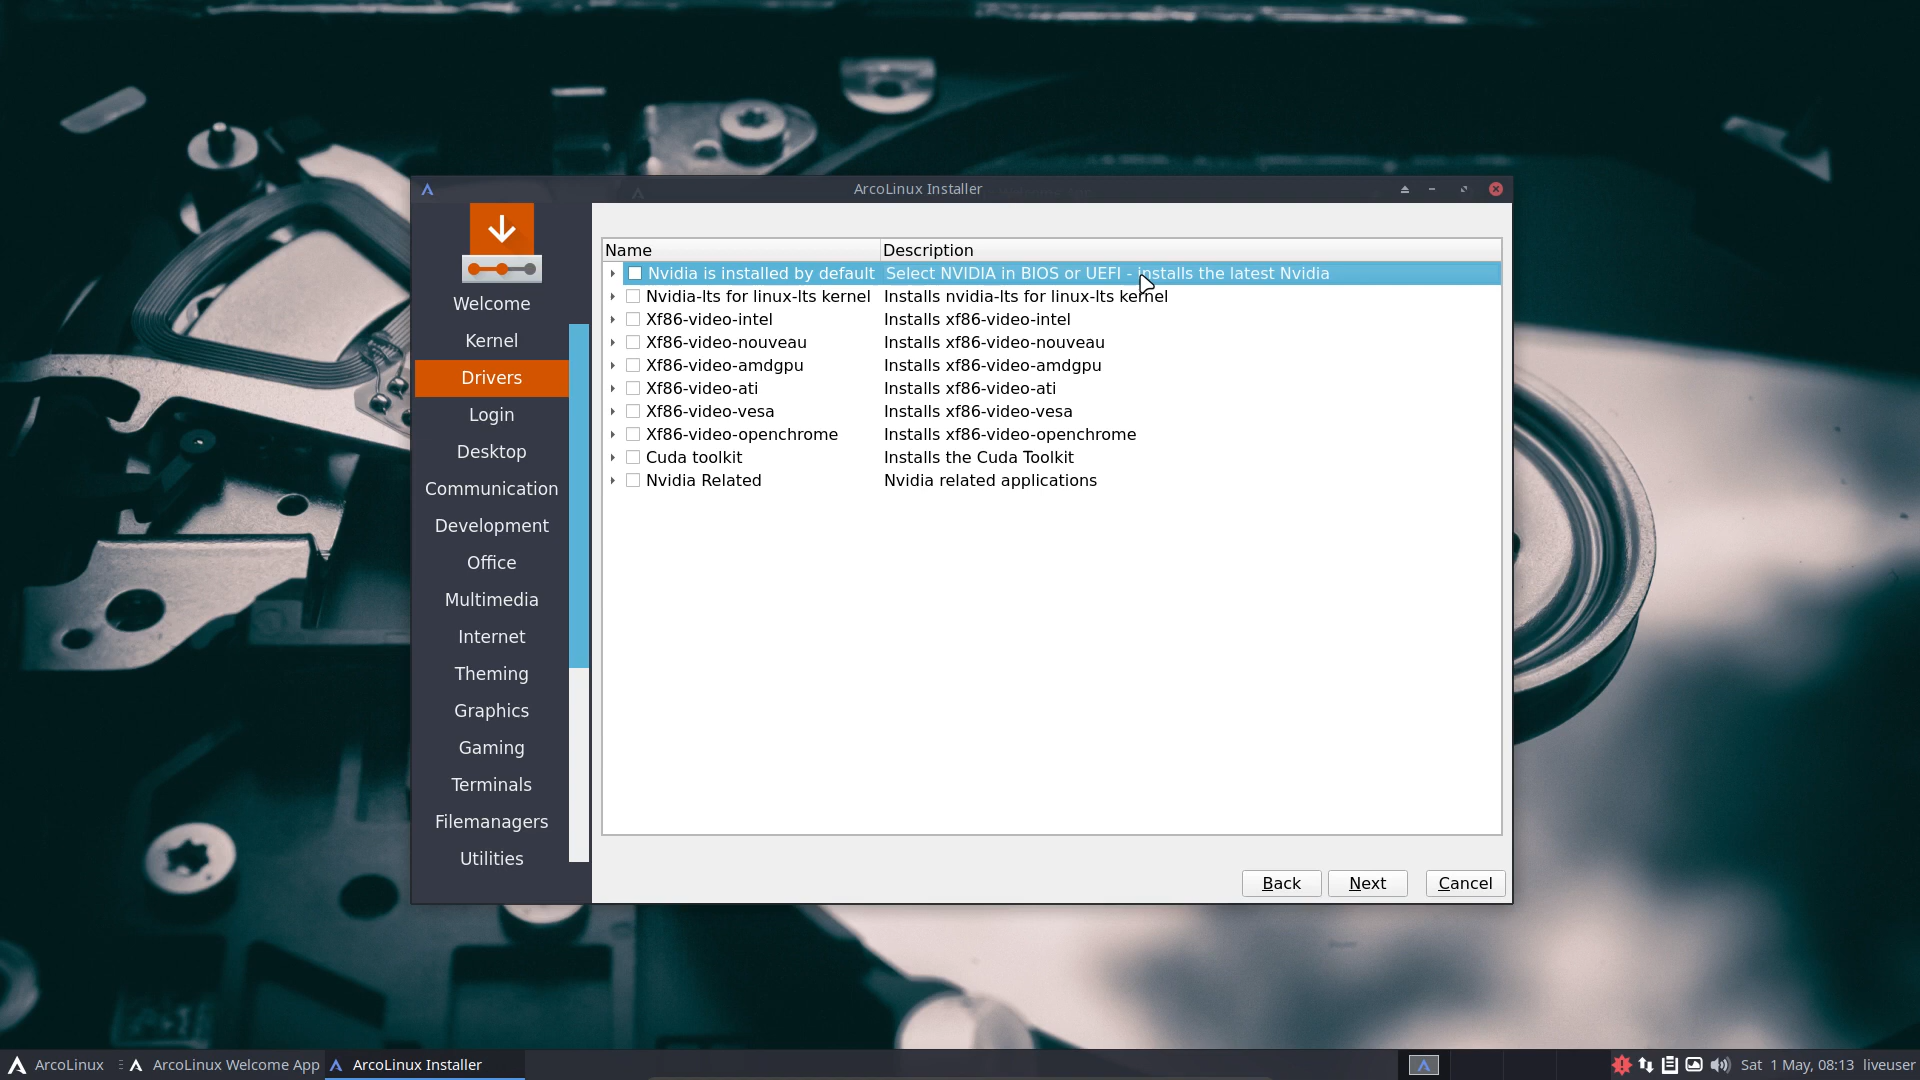 ArcoLinux Installer
Welcome
Kernel
Drivers
Login
Desktop
Communication
Development
Office
Multimedia
Internet
Theming
Graphics
Gaming
Terminals
Filemanagers
Utilities
Name Description
Nvidia is installed by default Select NVIDIA in BIOS or UEFI - installs the latest Nvidia
Nvidia-lts for linux-lts kernel Installs nvidia-lts for linux-lts kernel
Xf86-video-intel Installs xf86-video-intel
Xf86-video-nouveau Installs xf86-video-nouveau
Xf86-video-amdgpu Installs xf86-video-amdgpu
Xf86-video-ati Installs xf86-video-ati
Xf86-video-vesa Installs xf86-video-vesa
Xf86-video-openchrome Installs xf86-video-openchrome
Cuda toolkit Installs the Cuda Toolkit
Nvidia Related Nvidia related applications
Back Next Cancel
ArcoLinux ArcoLinux Welcome App ArcoLinux Installer Sat 1 May, 08:13 liveuser